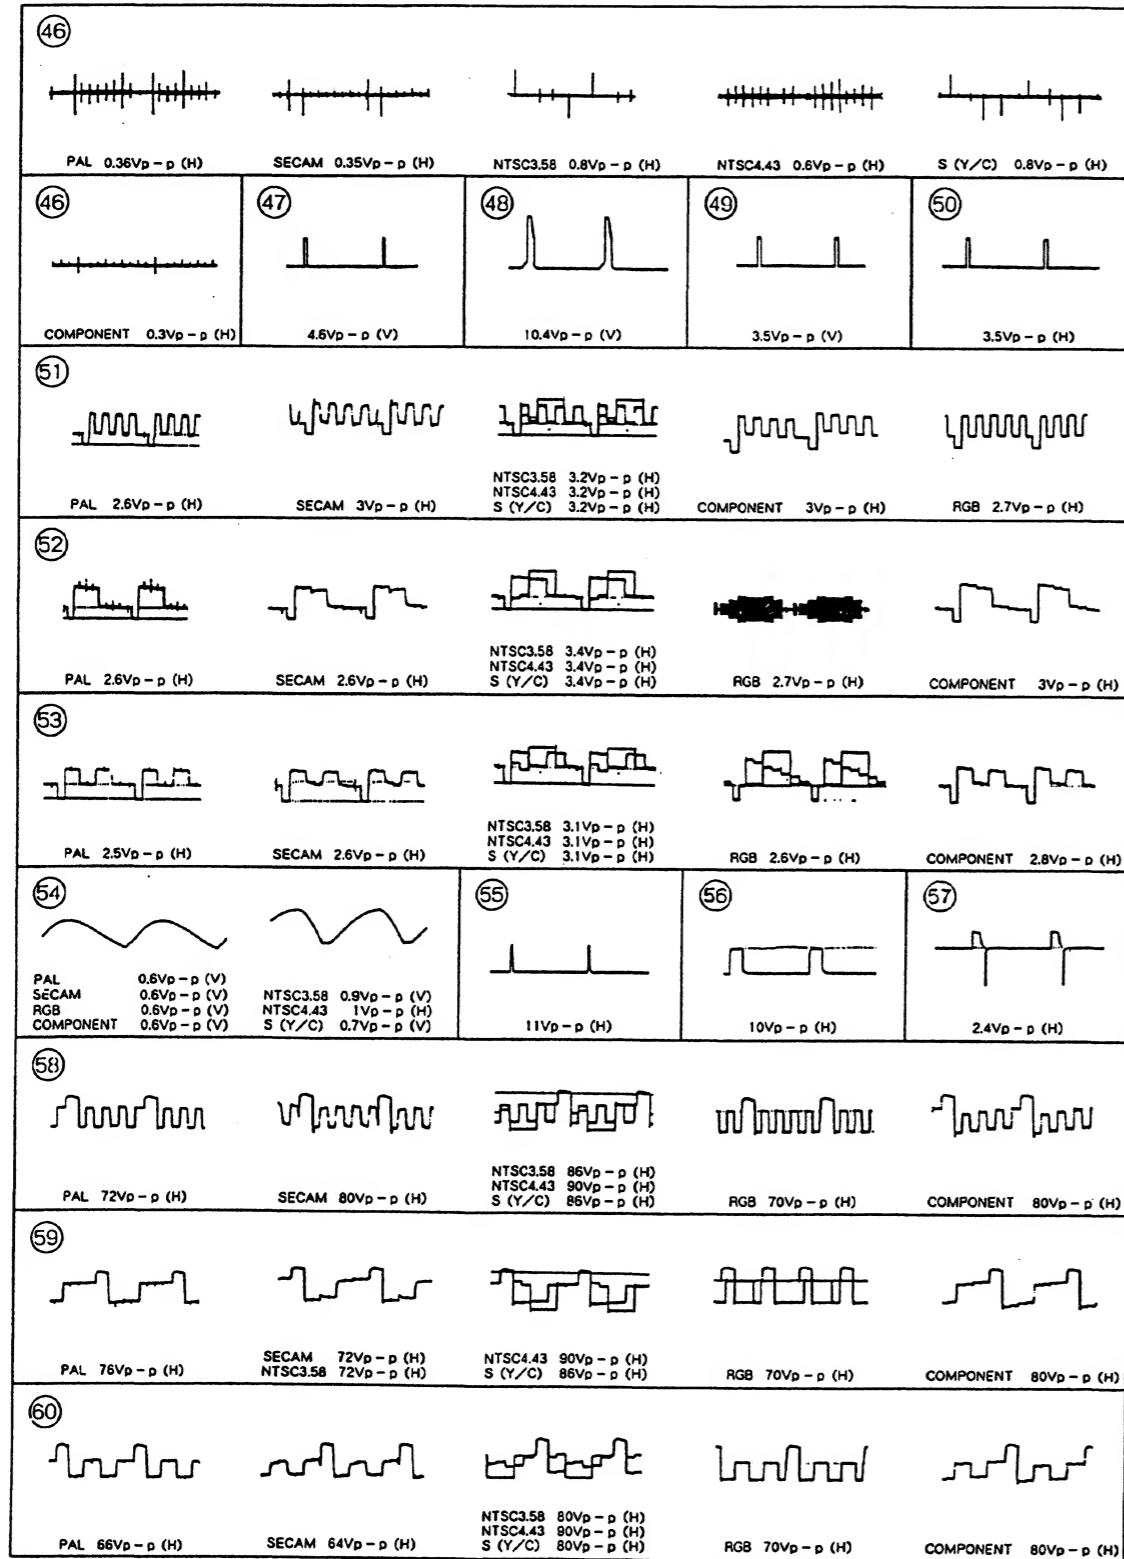 46
PAL 0.36Vp-p (H)
SECAM 0.35Vp-p (H)
NTSC3.58 0.8Vp-p (H)
NTSC4.43 0.6Vp-p (H)
S (Y/C) 0.8Vp-p (H)
46
COMPONENT 0.3Vp-p (H)
47
4.6Vp-p (V)
48
10.4Vp-p (V)
49
3.5Vp-p (V)
50
3.5Vp-p (H)
51
PAL 2.6Vp-p (H)
SECAM 3Vp-p (H)
NTSC3.58 3.2Vp-p (H)
NTSC4.43 3.2Vp-p (H)
S (Y/C) 3.2Vp-p (H)
COMPONENT 3Vp-p (H)
RGB 2.7Vp-p (H)
52
PAL 2.6Vp-p (H)
SECAM 2.6Vp-p (H)
NTSC3.58 3.4Vp-p (H)
NTSC4.43 3.4Vp-p (H)
S (Y/C) 3.4Vp-p (H)
RGB 2.7Vp-p (H)
COMPONENT 3Vp-p (H)
53
PAL 2.5Vp-p (H)
SECAM 2.6Vp-p (H)
NTSC3.58 3.1Vp-p (H)
NTSC4.43 3.1Vp-p (H)
S (Y/C) 3.1Vp-p (H)
RGB 2.6Vp-p (H)
COMPONENT 2.8Vp-p (H)
54
PAL 0.6Vp-p (V)
SECAM 0.6Vp-p (V)
RGB 0.6Vp-p (V)
COMPONENT 0.6Vp-p (V)
NTSC3.58 0.9Vp-p (V)
NTSC4.43 1Vp-p (H)
S (Y/C) 0.7Vp-p (V)
55
11Vp-p (H)
56
10Vp-p (H)
57
2.4Vp-p (H)
58
PAL 72Vp-p (H)
SECAM 80Vp-p (H)
NTSC3.58 86Vp-p (H)
NTSC4.43 90Vp-p (H)
S (Y/C) 86Vp-p (H)
RGB 70Vp-p (H)
COMPONENT 80Vp-p (H)
59
PAL 76Vp-p (H)
SECAM 72Vp-p (H)
NTSC3.58 72Vp-p (H)
NTSC4.43 90Vp-p (H)
S (Y/C) 86Vp-p (H)
RGB 70Vp-p (H)
COMPONENT 80Vp-p (H)
60
PAL 66Vp-p (H)
SECAM 64Vp-p (H)
NTSC3.58 80Vp-p (H)
NTSC4.43 90Vp-p (H)
S (Y/C) 80Vp-p (H)
RGB 70Vp-p (H)
COMPONENT 80Vp-p (H)